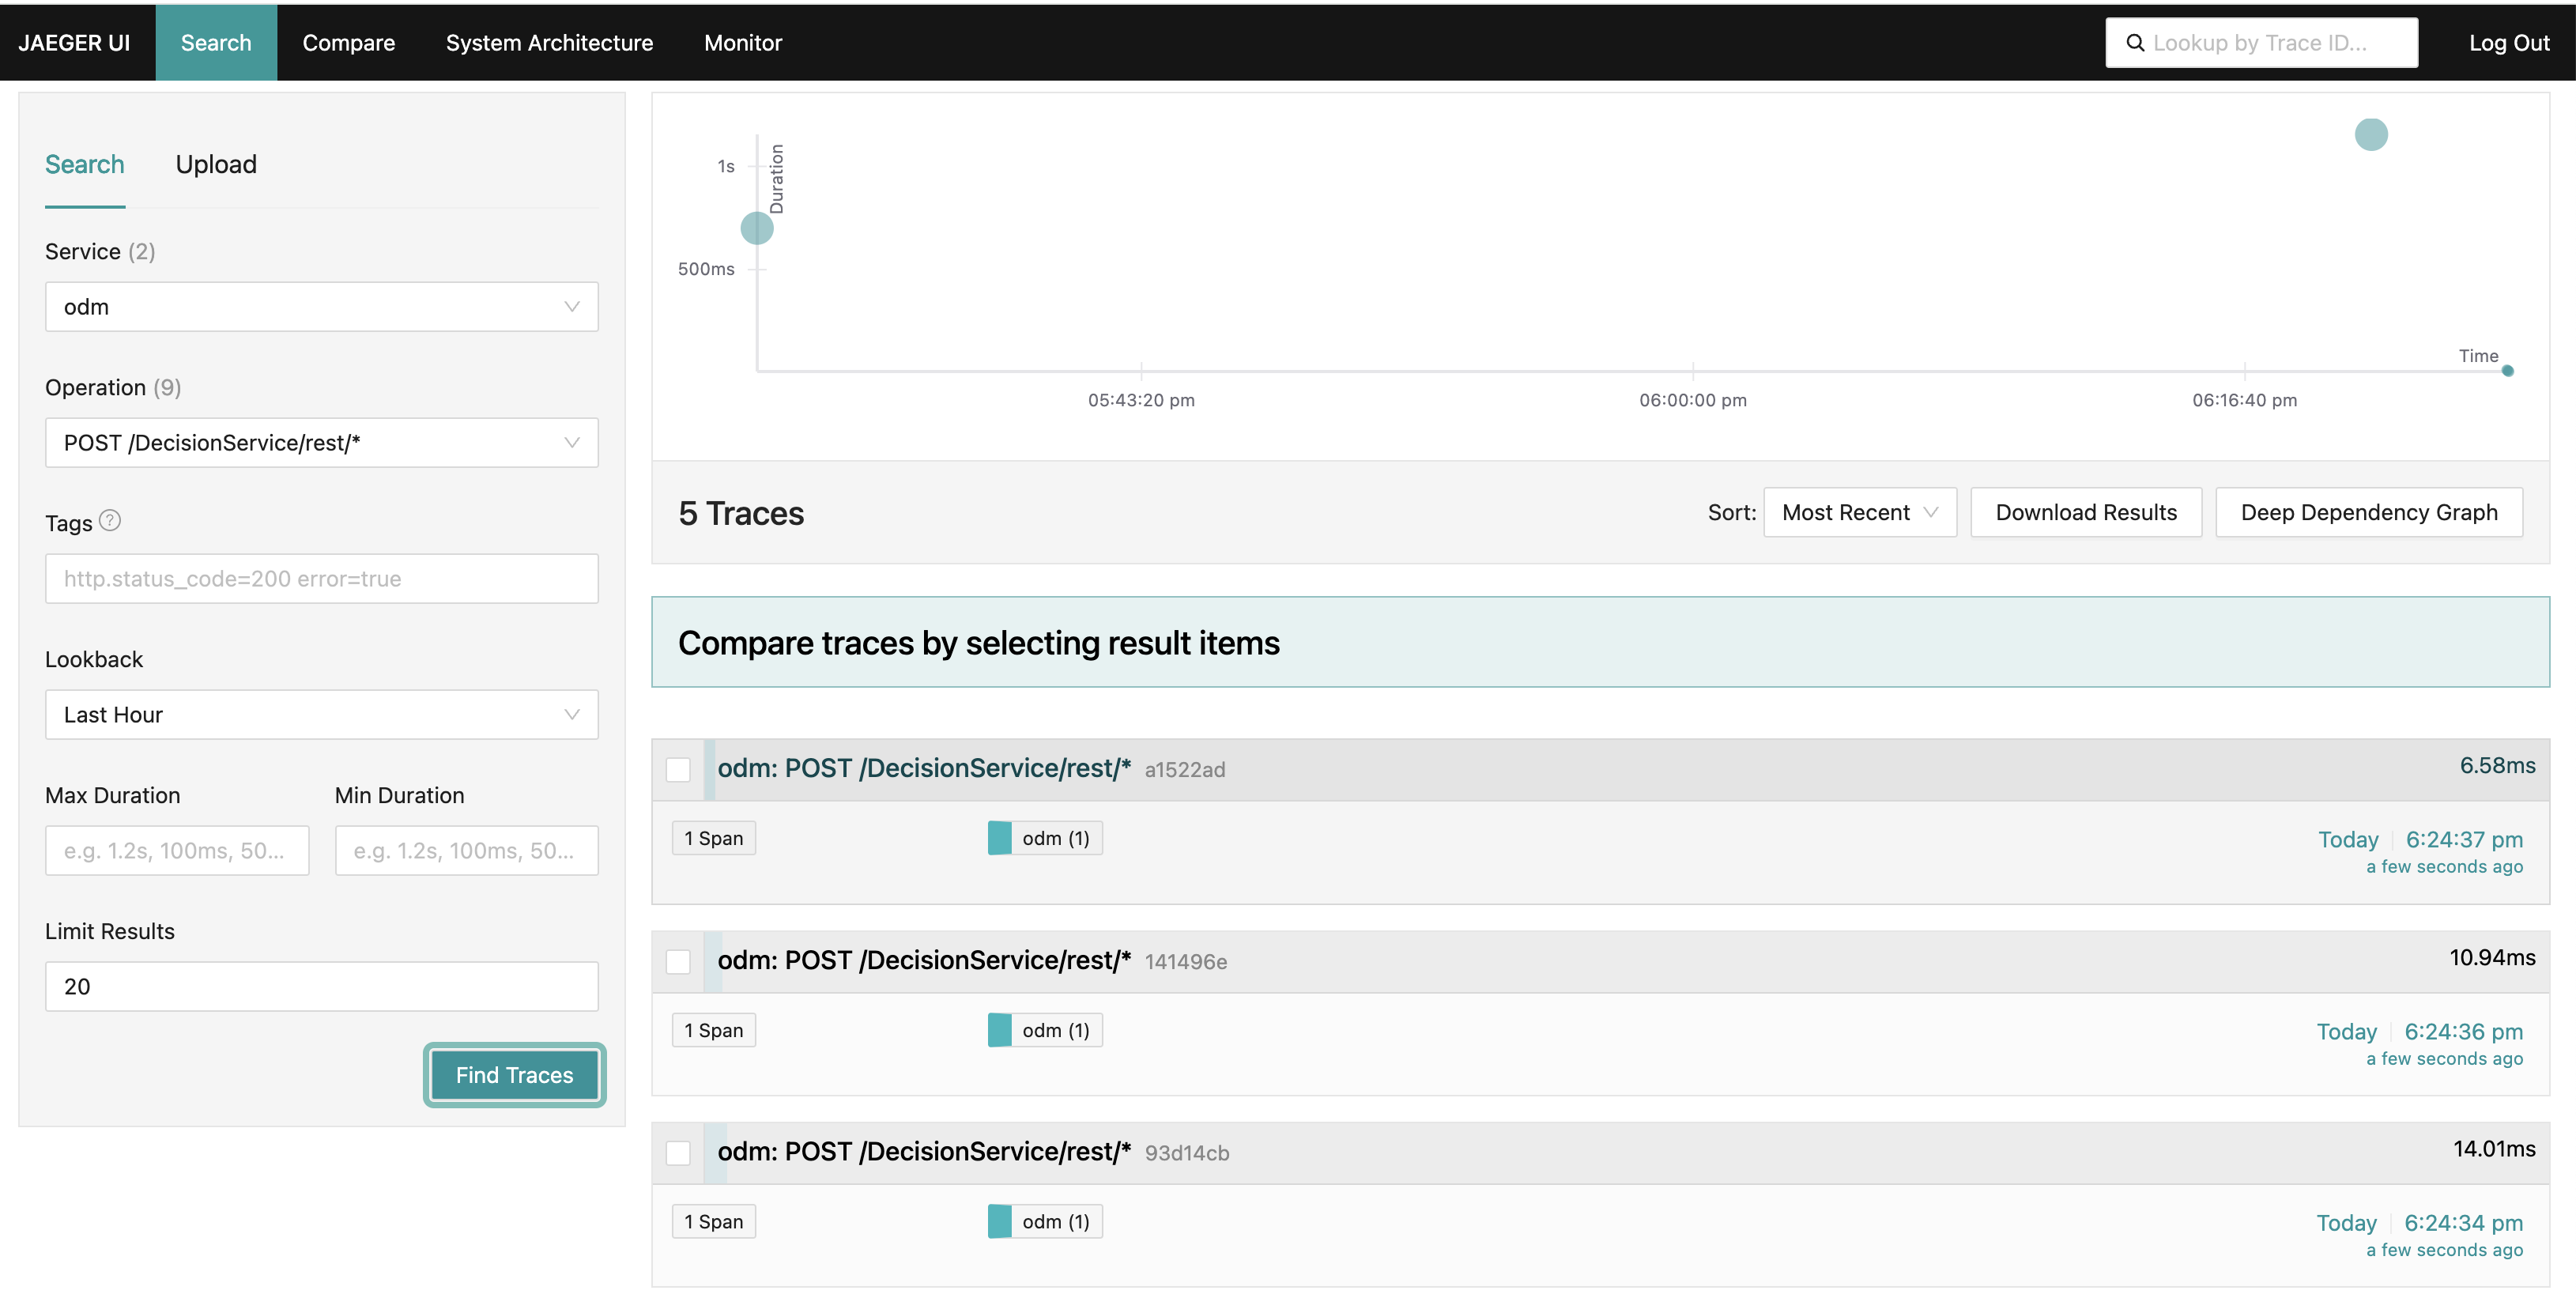 JAEGER UI Search Compare System Architecture Monitor Lookup by Trace ID... Log Out
Search Upload
Service (2)
odm
Operation (9)
POST /DecisionService/rest/*
Tags ?
http.status_code=200 error=true
Lookback
Last Hour
Max Duration Min Duration
e.g. 1.2s, 100ms, 50... e.g. 1.2s, 100ms, 50...
Limit Results
20
Find Traces
Duration
1s
500ms
Time
05:43:20 pm 06:00:00 pm 06:16:40 pm
5 Traces Sort: Most Recent Download Results Deep Dependency Graph
Compare traces by selecting result items
odm: POST /DecisionService/rest/* a1522ad 6.58ms
1 Span odm (1) Today 6:24:37 pm
a few seconds ago
odm: POST /DecisionService/rest/* 141496e 10.94ms
1 Span odm (1) Today 6:24:36 pm
a few seconds ago
odm: POST /DecisionService/rest/* 93d14cb 14.01ms
1 Span odm (1) Today 6:24:34 pm
a few seconds ago